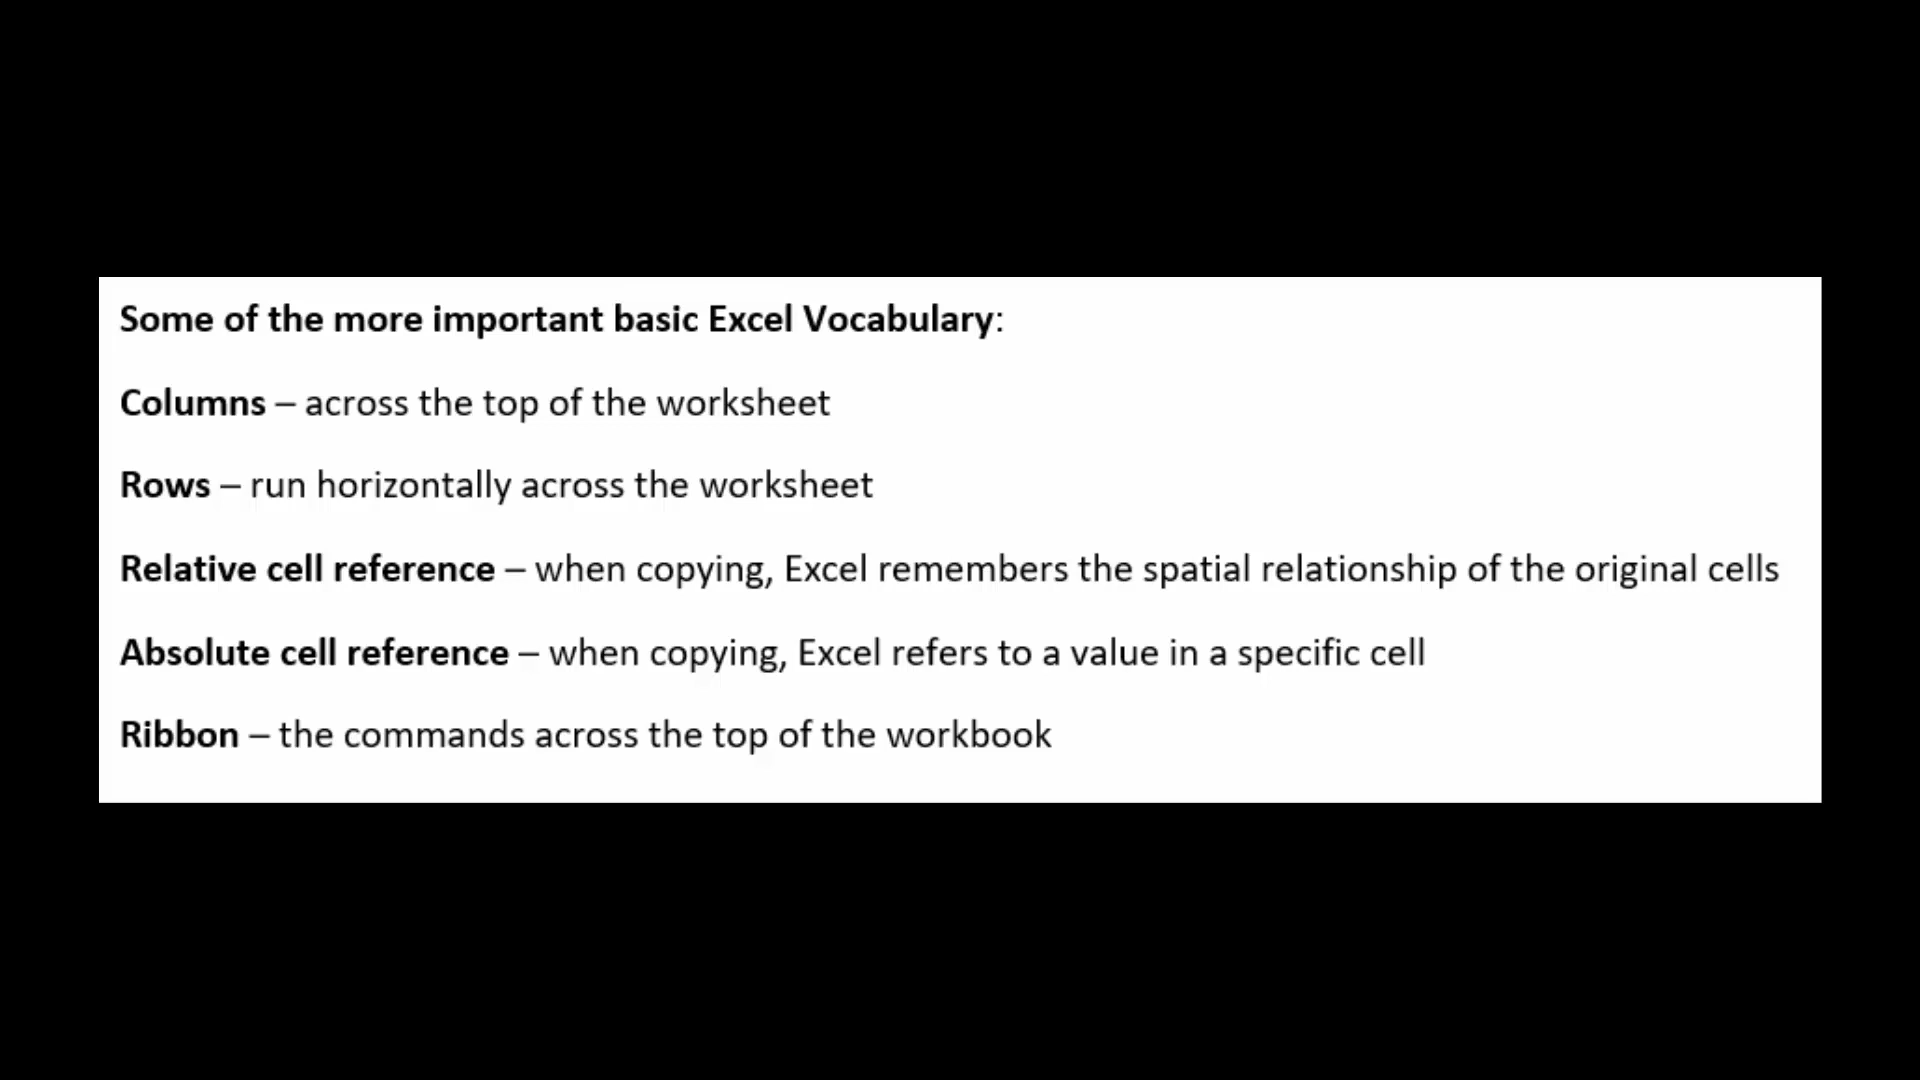 Some of the more important basic Excel Vocabulary:
Columns – across the top of the worksheet
Rows – run horizontally across the worksheet
Relative cell reference – when copying, Excel remembers the spatial relationship of the original cells
Absolute cell reference – when copying, Excel refers to a value in a specific cell
Ribbon – the commands across the top of the workbook